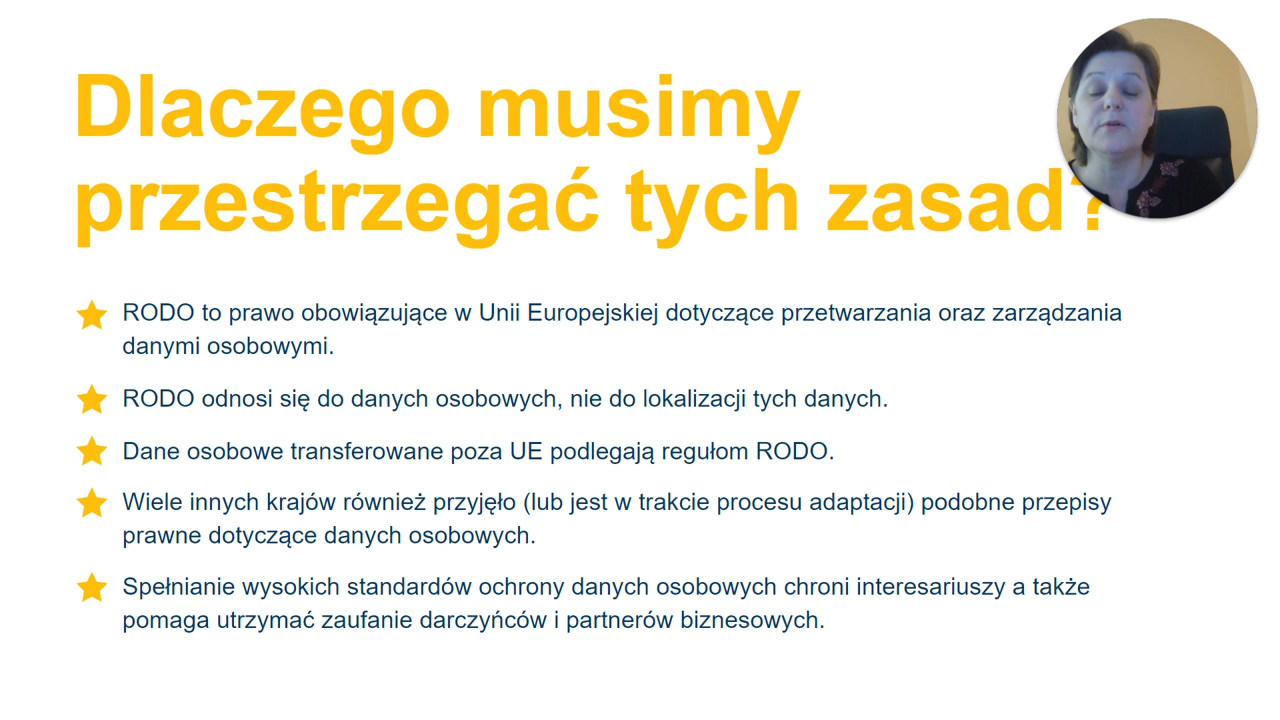 Dlaczego musimy
przestrzegać tych zasad?
RODO to prawo obowiązujące w Unii Europejskiej dotyczące przetwarzania oraz zarządzania
danymi osobowymi.
RODO odnosi się do danych osobowych, nie do lokalizacji tych danych.
Dane osobowe transferowane poza UE podlegają regułom RODO.
Wiele innych krajów również przyjęło (lub jest w trakcie procesu adaptacji) podobne przepisy
prawne dotyczące danych osobowych.
Spełnianie wysokich standardów ochrony danych osobowych chroni interesariuszy a także
pomaga utrzymać zaufanie darczyńców i partnerów biznesowych.